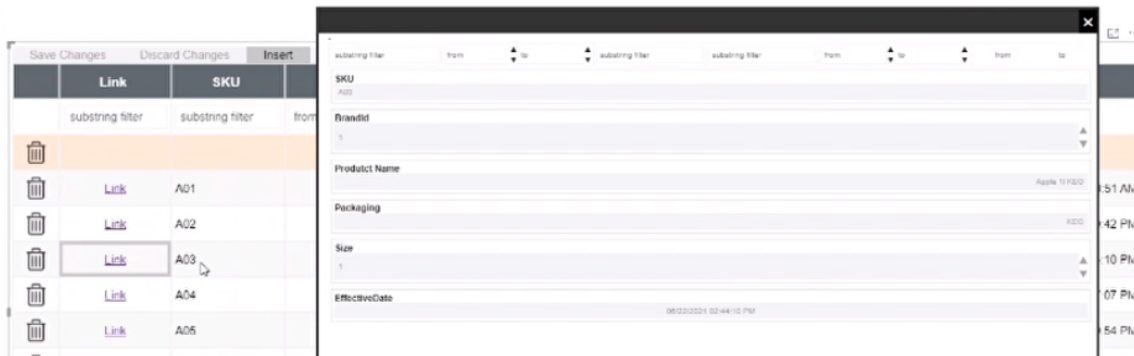 Save Changes Discard Changes Insert
Link SKU
substring filter substring filter from
Link A01
Link A02
Link A03
Link A04
Link A05
substring filter from to substring filter substring filter from to from to
SKU
A03
BrandId
1
Produtct Name
Packaging
KEG
Size
1
EffectiveDate
:51 AM
:42 PM
:10 PM
07 PM
54 PM